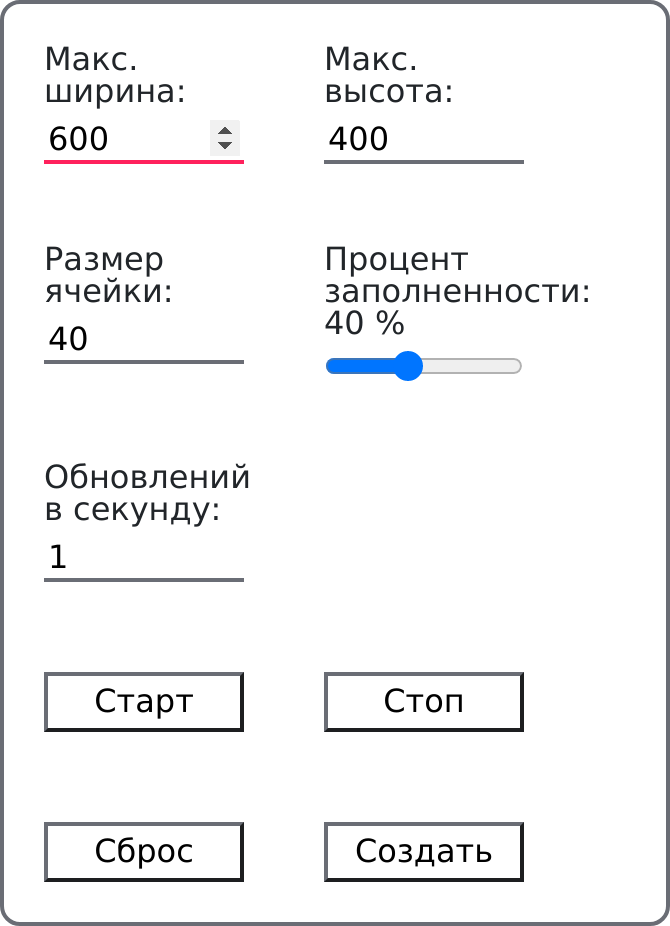 Макс.
ширина:
600
Макс.
высота:
400
Размер
ячейки:
40
Процент
заполненности:
40 %
Обновлений
в секунду:
1
Старт
Стоп
Сброс
Создать